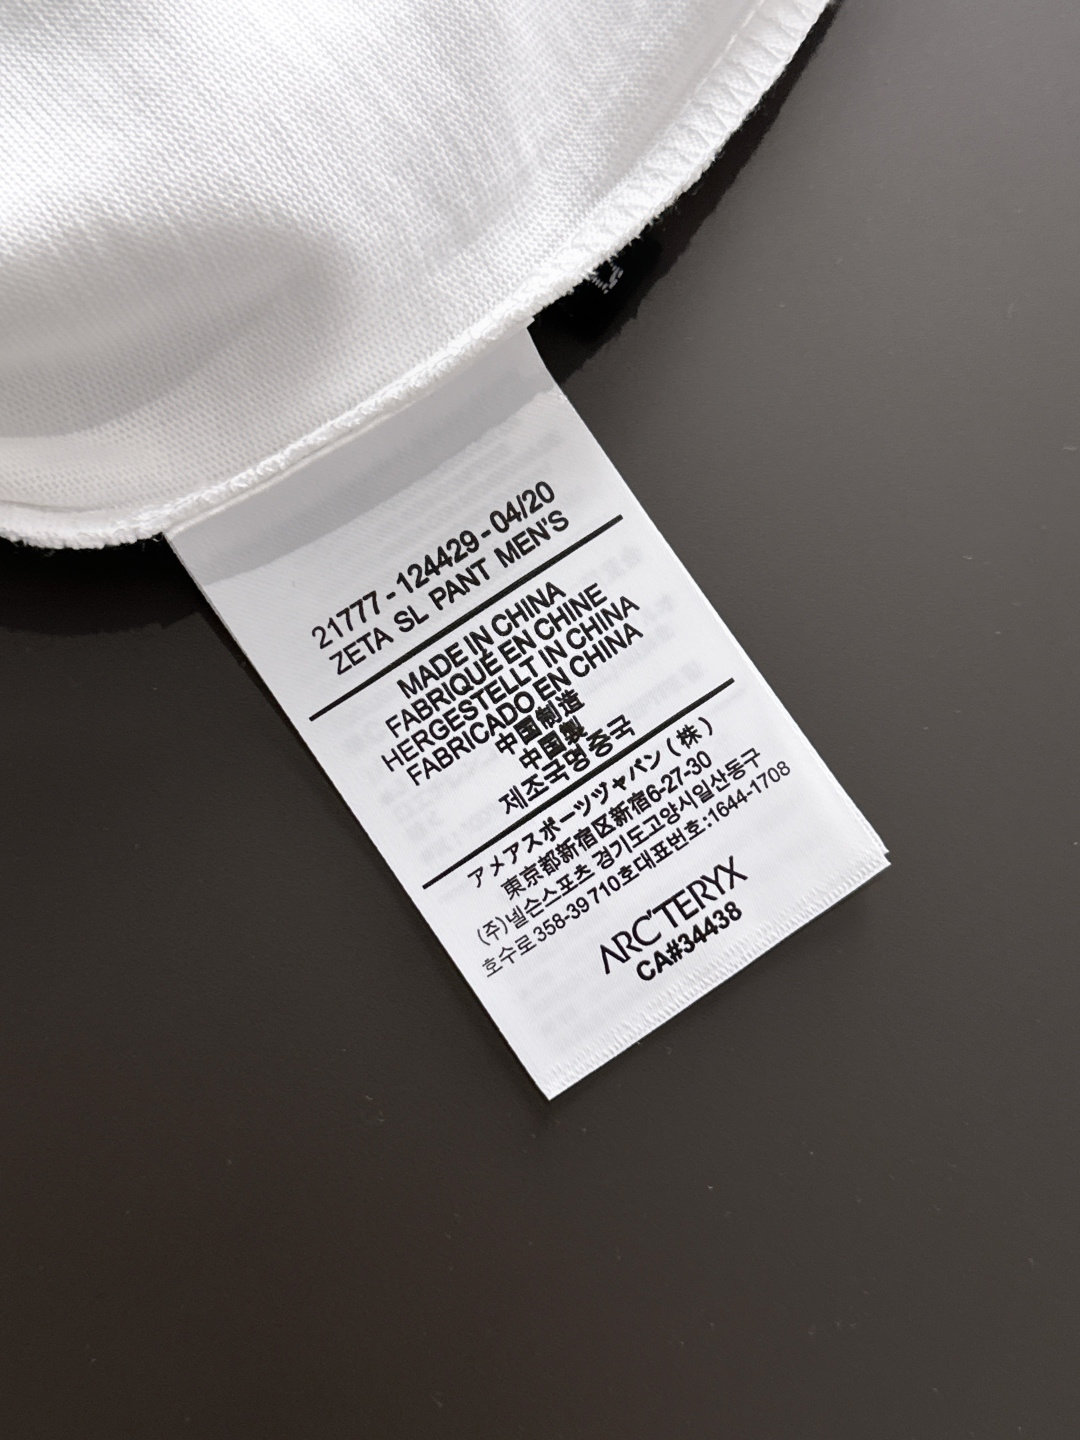 21777-124429-04/20
ZETA SL PANT MEN'S
MADE IN CHINA
FABRIQUÉ EN CHINE
HERGESTELLT IN CHINA
FABRICADO EN CHINA
中国制造
中国製
제조국명 중국
アメアスポーツヅャパン (株)
東京都新宿区新宿6-27-30
(주)넬슨스포츠 경기도고양시일산동구
호수로358-39 710호대표번호:1644-1708
ARC'TERYX
CA#34438